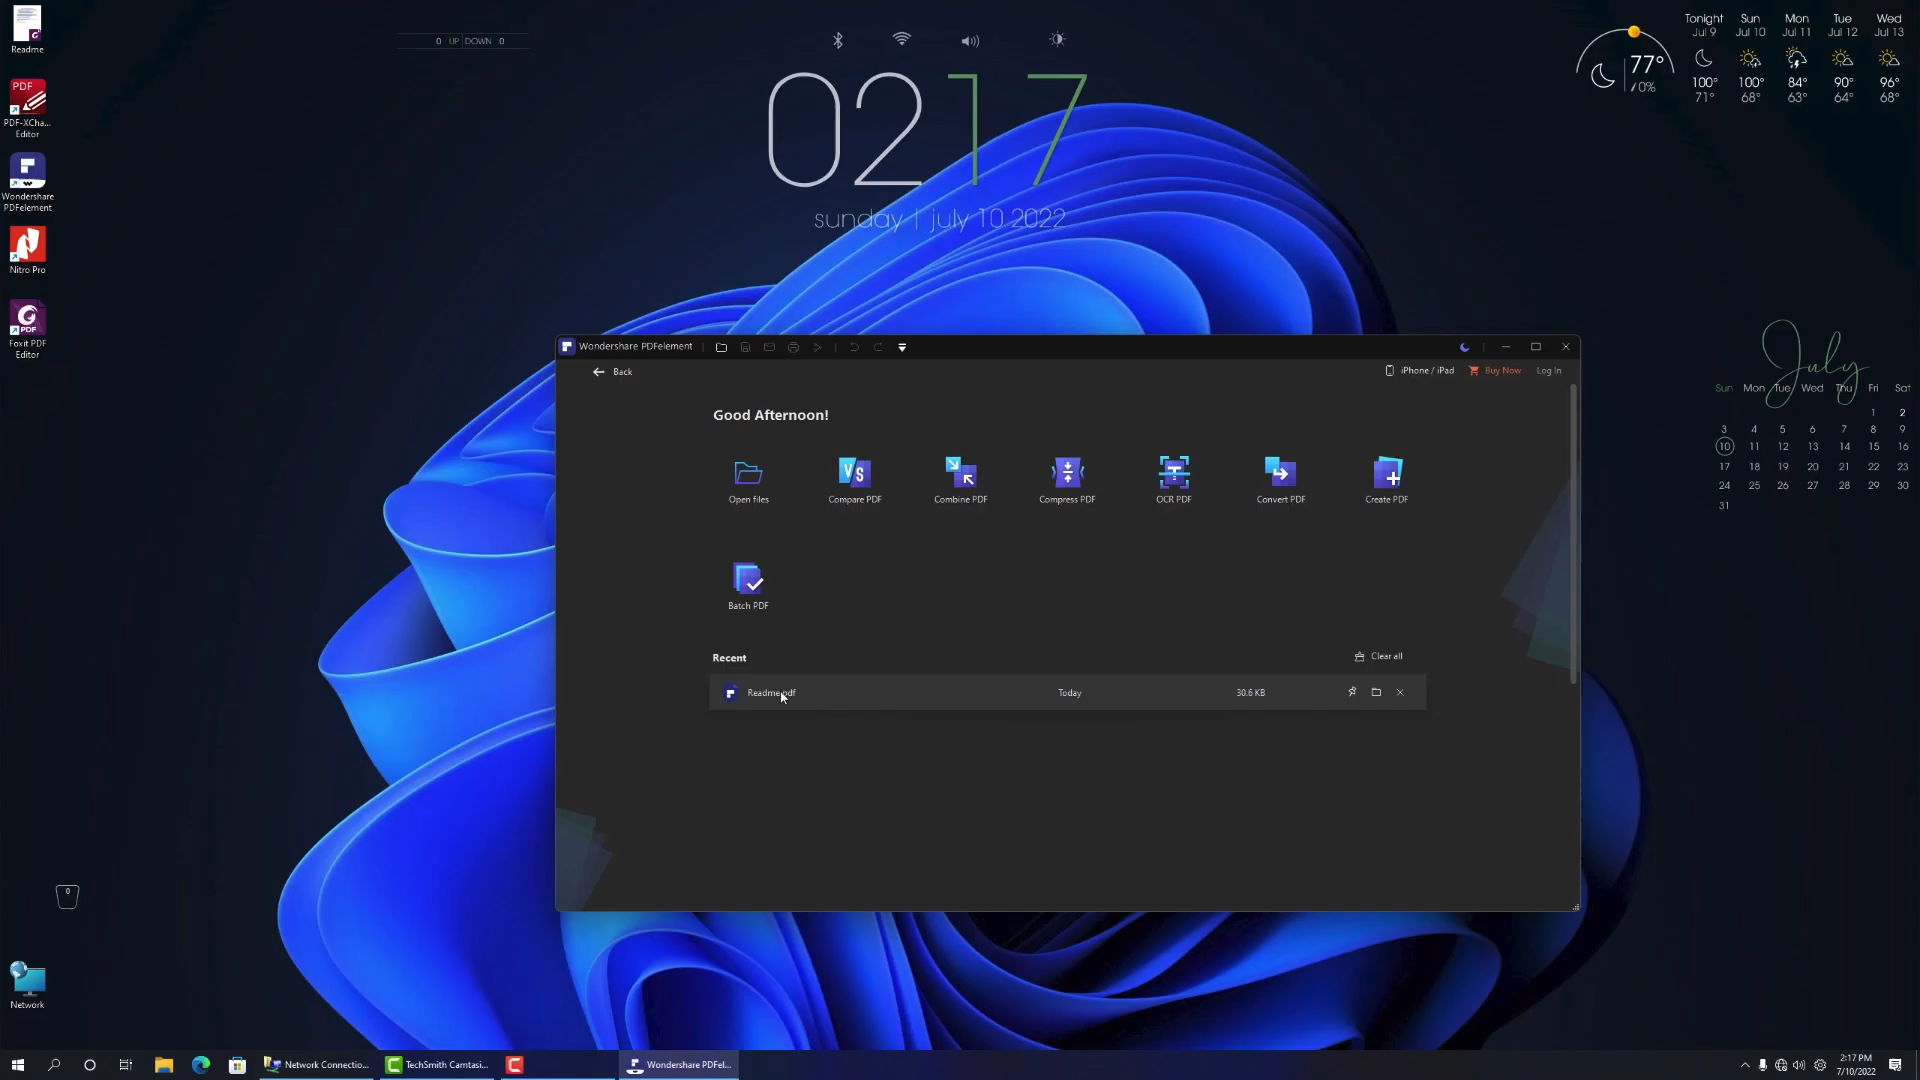 Readme
PDF
PDF-XCha...
Editor
Wondershare
PDFelement
Nitro Pro
PDF
Foxit PDF
Editor
0
Network
0 UP DOWN 0
0217
sunday | july 10 2022
77°
/0%
Tonight Sun Mon Tue Wed
Jul 9 Jul 10 Jul 11 Jul 12 Jul 13
100° 100° 84° 90° 96°
71° 68° 63° 64° 68°
July
Sun Mon Tue Wed Thu Fri Sat
1 2
3 4 5 6 7 8 9
10 11 12 13 14 15 16
17 18 19 20 21 22 23
24 25 26 27 28 29 30
31
Wondershare PDFelement
Back
iPhone / iPad Buy Now Log In
Good Afternoon!
VS
Open files Compare PDF Combine PDF Compress PDF OCR PDF Convert PDF Create PDF
Batch PDF
Recent
Clear all
Readme.pdf Today 30.6 KB
Network Connectio...
TechSmith Camtasi...
Wondershare PDFel...
2:17 PM
7/10/2022